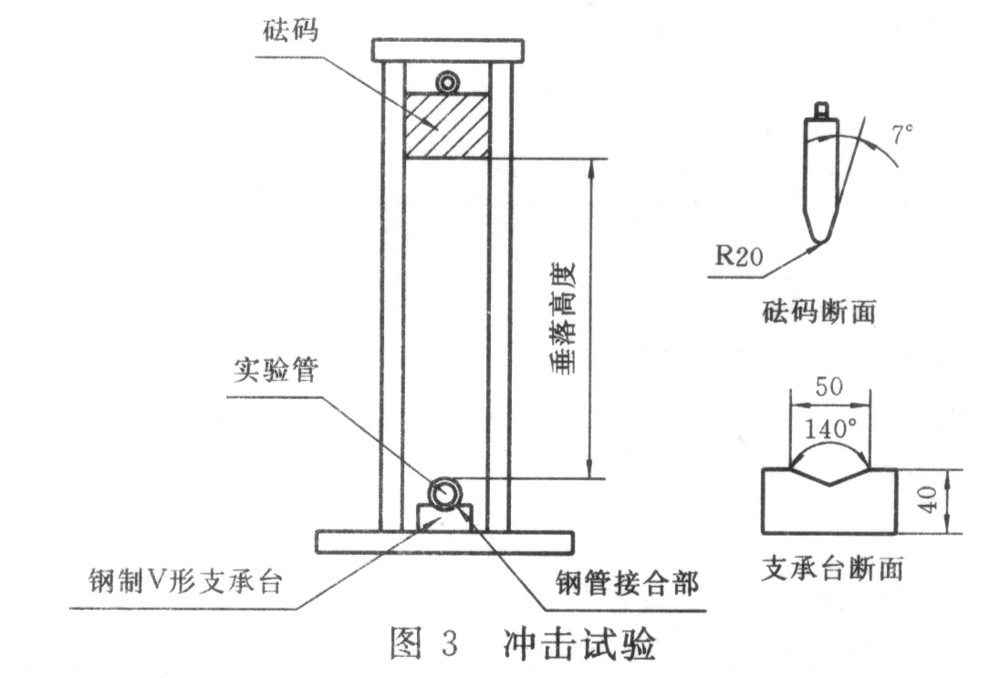 砝码
7°
R20
砝码断面
垂落高度
实验管
50
140°
40
钢制V形支承台
钢管接合部
支承台断面
图 3 冲击试验